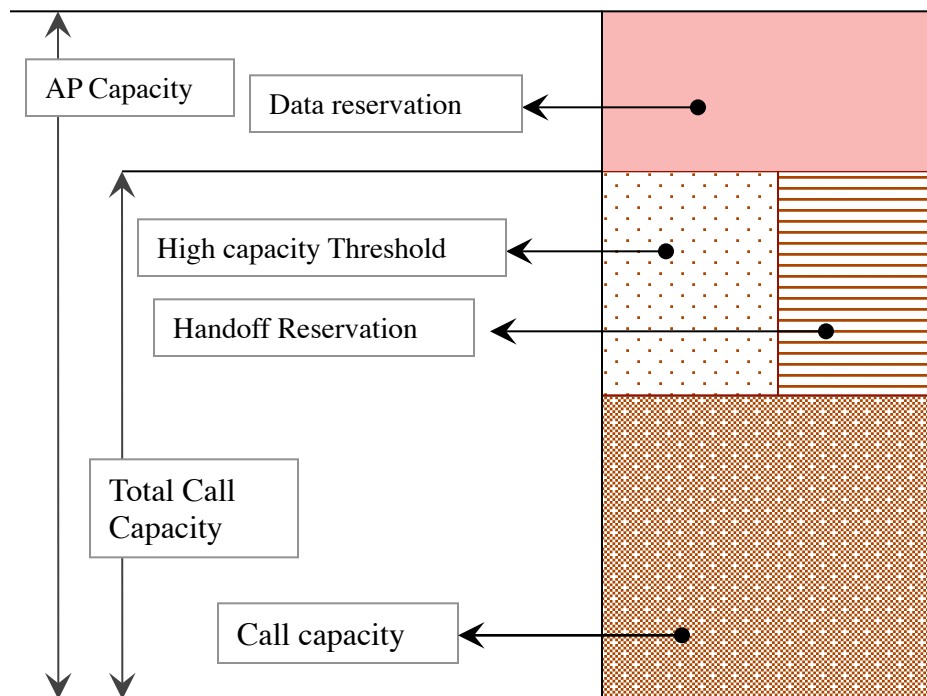 AP Capacity
Data reservation
High capacity Threshold
Handoff Reservation
Total Call
Capacity
Call capacity